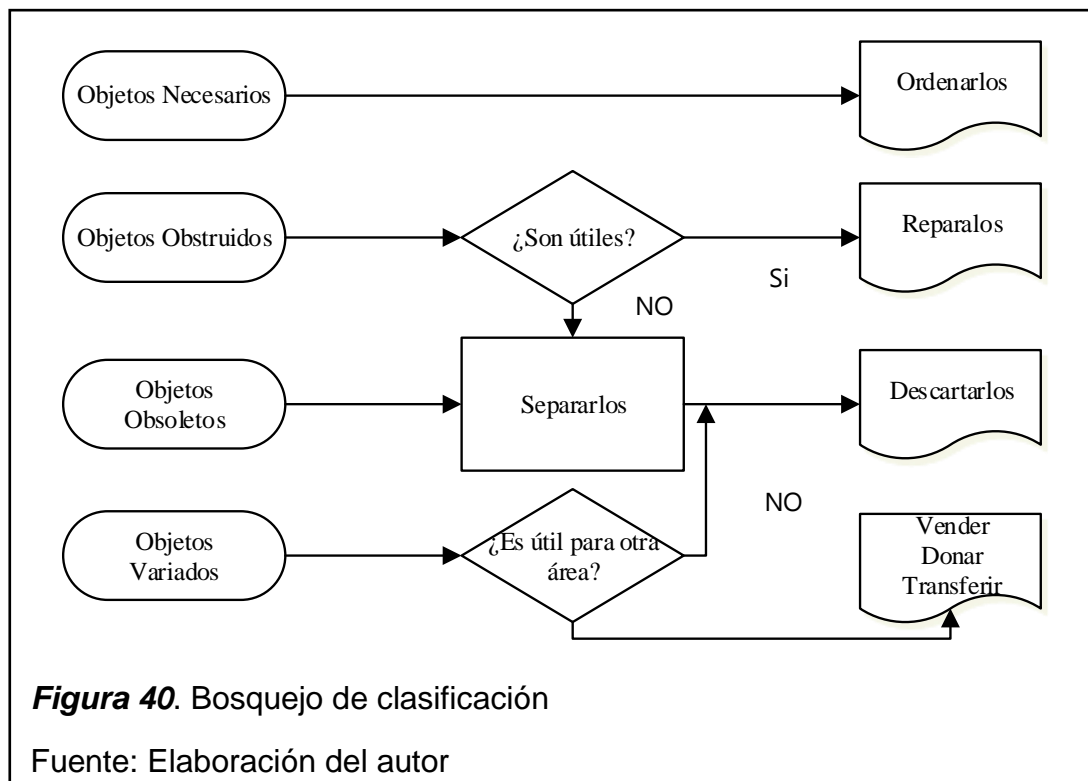 Objetos Necesarios
Ordenarlos
Objetos Obstruidos
¿Son útiles?
Si
Reparalos
NO
Objetos
Obsoletos
Separarlos
Descartarlos
NO
Objetos
Variados
¿Es útil para otra
área?
Vender
Donar
Transferir
Figura 40. Bosquejo de clasificación
Fuente: Elaboración del autor